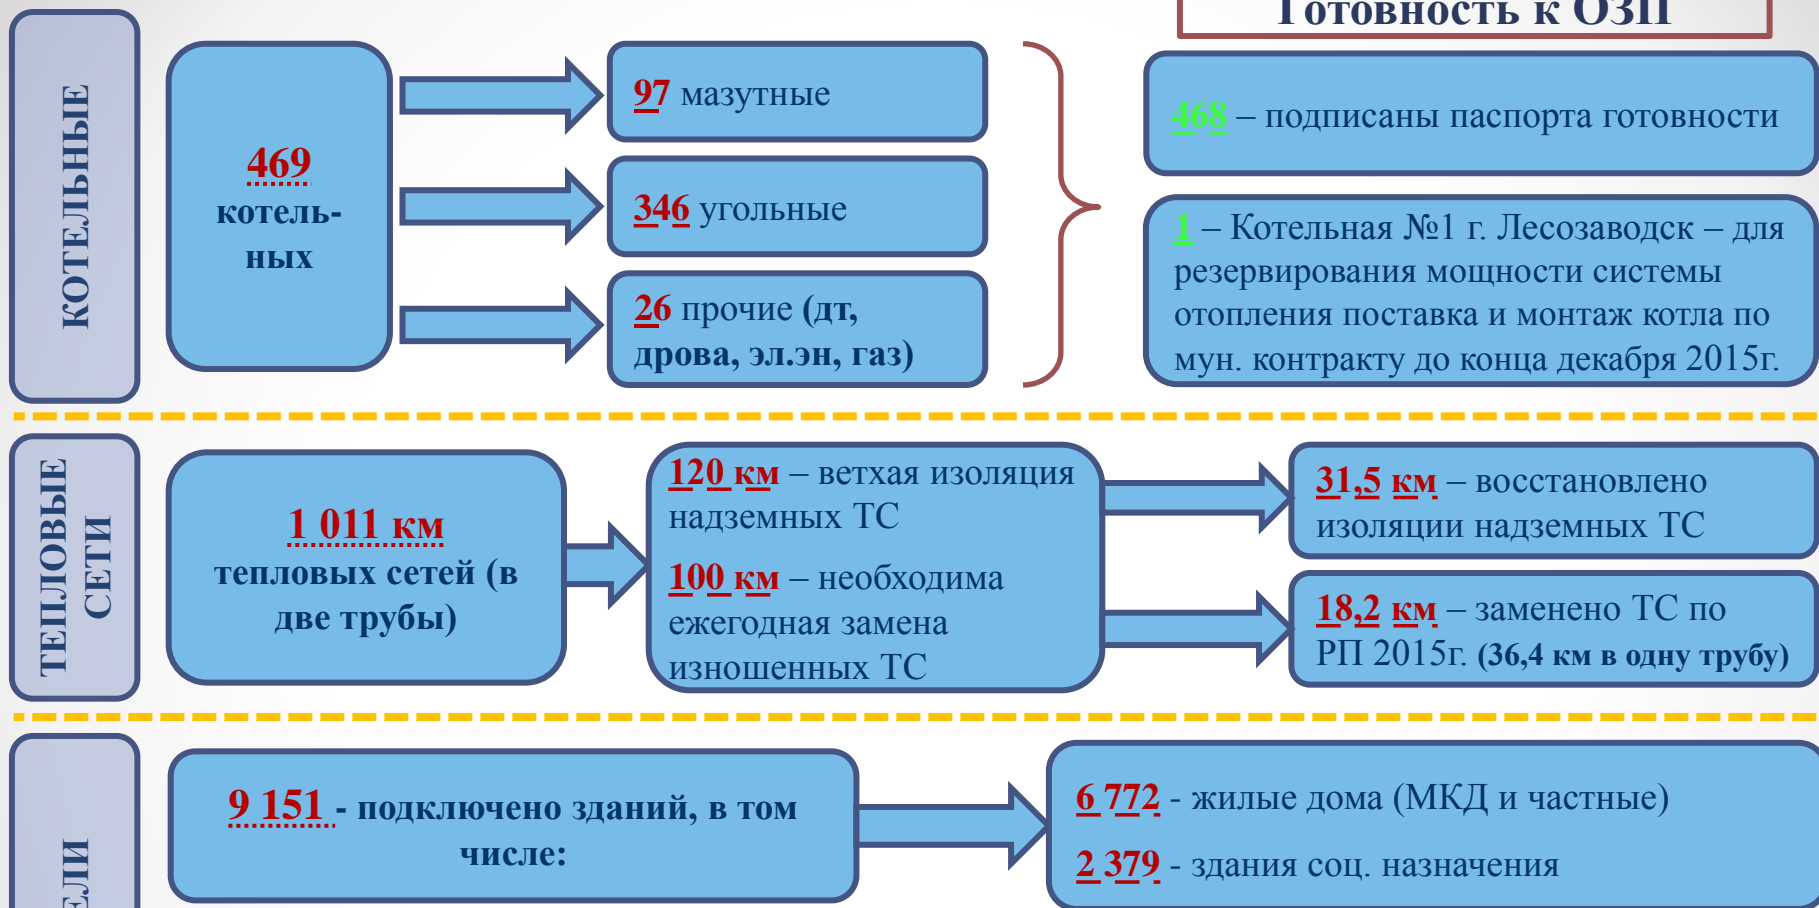 Готовность к ОЗП
КОТЕЛЬНЫЕ
469
котель-
ных
97 мазутные
346 угольные
26 прочие (дт,
дрова, эл.эн, газ)
468 – подписаны паспорта готовности
1 – Котельная №1 г. Лесозаводск – для
резервирования мощности системы
отопления поставка и монтаж котла по
мун. контракту до конца декабря 2015г.
ТЕПЛОВЫЕ
СЕТИ
1 011 км
тепловых сетей (в
две трубы)
120 км – ветхая изоляция
надземных ТС
100 км – необходима
ежегодная замена
изношенных ТС
31,5 км – восстановлено
изоляции надземных ТС
18,2 км – заменено ТС по
РП 2015г. (36,4 км в одну трубу)
9 151 - подключено зданий, в том
числе:
6 772 - жилые дома (МКД и частные)
2 379 - здания соц. назначения